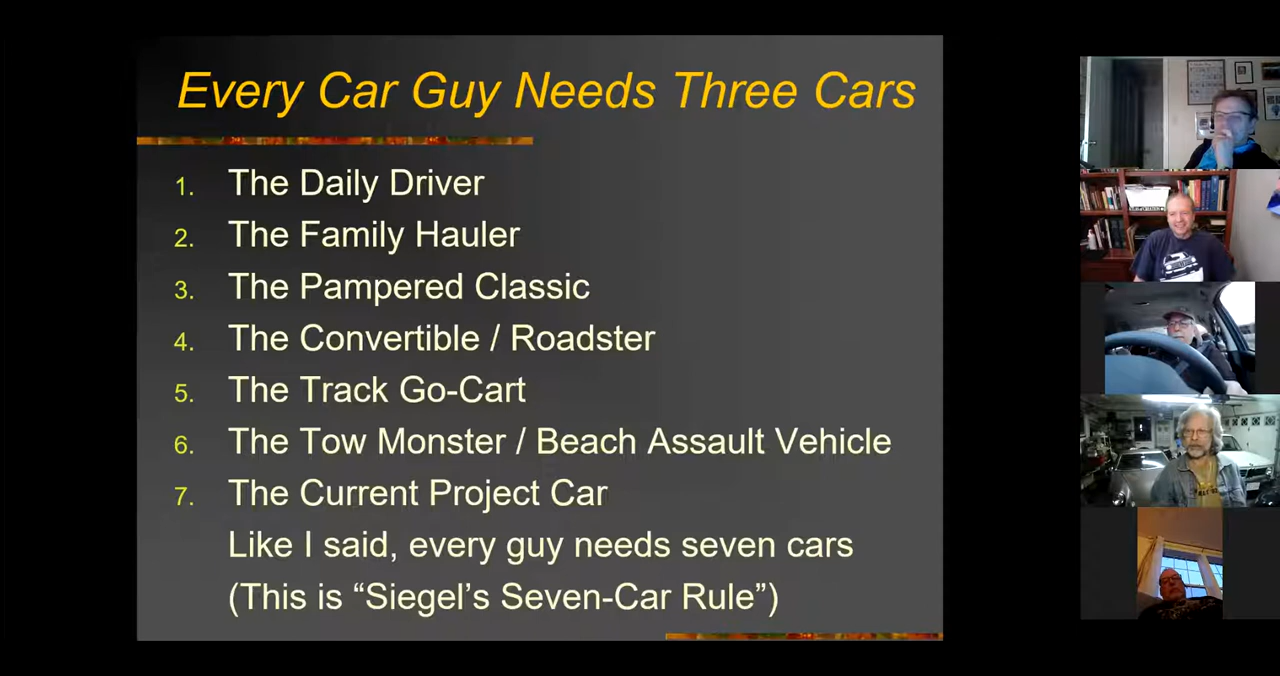 Every Car Guy Needs Three Cars
1. The Daily Driver
2. The Family Hauler
3. The Pampered Classic
4. The Convertible / Roadster
5. The Track Go-Cart
6. The Tow Monster / Beach Assault Vehicle
7. The Current Project Car
Like I said, every guy needs seven cars
(This is “Siegel’s Seven-Car Rule”)